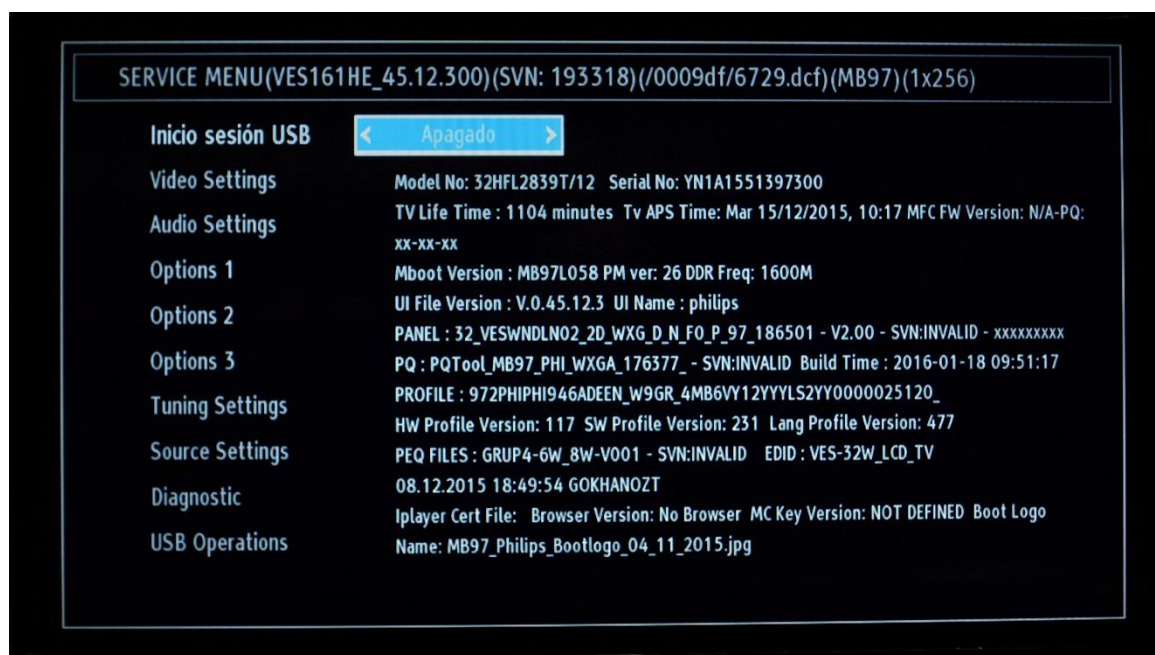 SERVICE MENU(VES161HE_45.12.300)(SVN: 193318)(/0009df/6729.dcf)(MB97)(1x256)
Inicio sesión USB < Apagado >
Video Settings
Audio Settings
Options 1
Options 2
Options 3
Tuning Settings
Source Settings
Diagnostic
USB Operations
Model No: 32HFL2839T/12 Serial No: YN1A1551397300
TV Life Time : 1104 minutes Tv APS Time: Mar 15/12/2015, 10:17 MFC FW Version: N/A-PQ:
xx-xx-xx
Mboot Version : MB97L058 PM ver: 26 DDR Freq: 1600M
UI File Version : V.0.45.12.3 UI Name : philips
PANEL : 32_VESWNDLN02_2D_WXG_D_N_F0_P_97_186501 - V2.00 - SVN:INVALID - xxxxxxxxx
PQ : PQTool_MB97_PHI_WXGA_176377_ - SVN:INVALID Build Time : 2016-01-18 09:51:17
PROFILE : 972PHIPHI946ADEEN_W9GR_4MB6VY12YYYLS2YY0000025120_
HW Profile Version: 117 SW Profile Version: 231 Lang Profile Version: 477
PEQ FILES : GRUP4-6W_8W-V001 - SVN:INVALID EDID : VES-32W_LCD_TV
08.12.2015 18:49:54 GOKHANOZT
Iplayer Cert File: Browser Version: No Browser MC Key Version: NOT DEFINED Boot Logo
Name: MB97_Philips_Bootlogo_04_11_2015.jpg